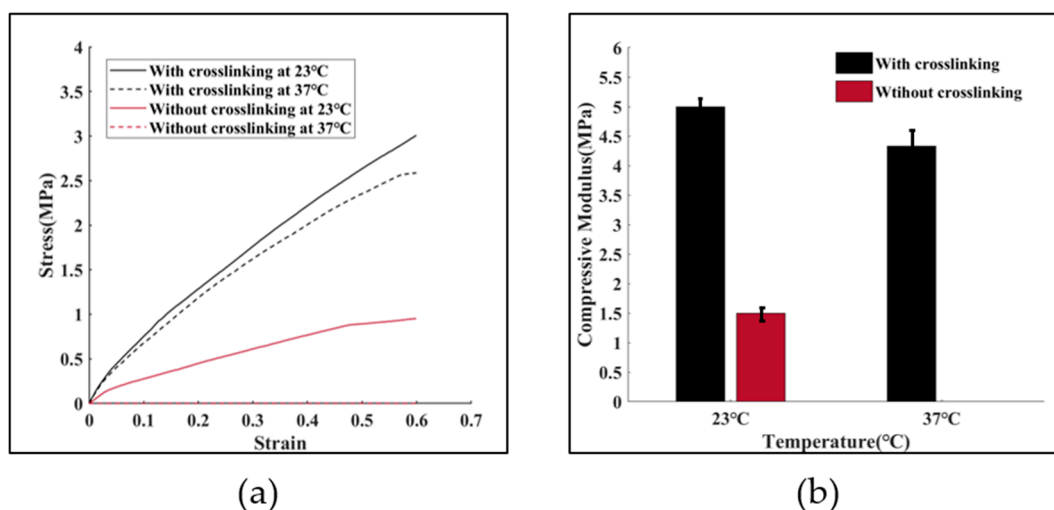 4
3.5
3
2.5
2
1.5
1
0.5
0
Stress(MPa)
With crosslinking at 23°C
With crosslinking at 37°C
Without crosslinking at 23°C
Without crosslinking at 37°C
0 0.1 0.2 0.3 0.4 0.5 0.6 0.7
Strain
(a)
6
5.5
5
4.5
4
3.5
3
2.5
2
1.5
1
0.5
0
Compressive Modulus(MPa)
With crosslinking
Wtihout crosslinking
23°C 37°C
Temperature(°C)
(b)